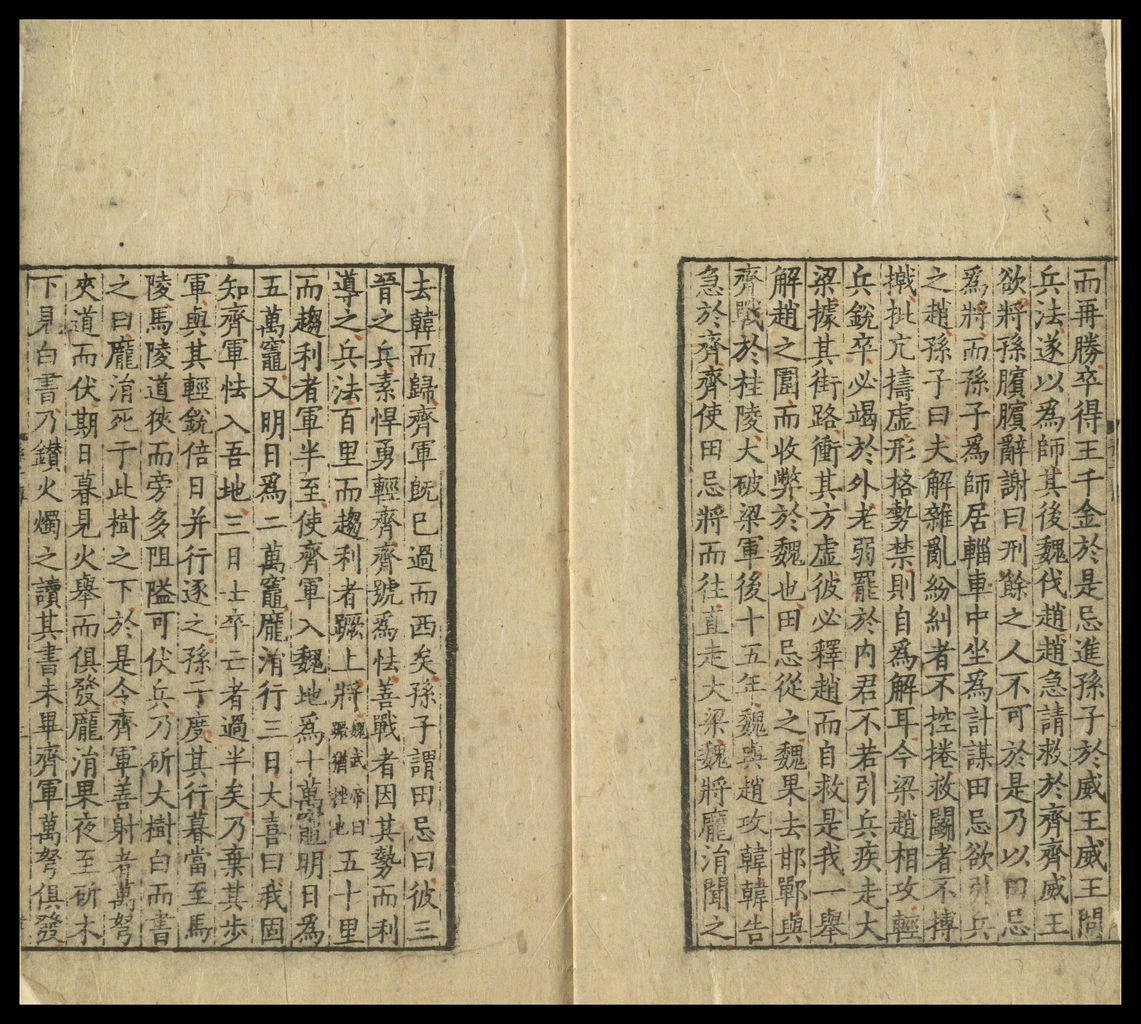 而再勝卒得王千金於是忌進孫子於威王威王問
兵法遂以為師其後魏伐趙趙急請救於齊齊威王
欲將孫臏臏辭謝曰刑餘之人不可於是乃以田忌
為將而孫子為師居輜車中坐為計謀田忌欲引兵
之趙孫子曰夫解雜亂紛糾者不控捲救鬪者不搏
撠批亢擣虛形格勢禁則自為解耳今梁趙相攻輕
兵銳卒必竭於外老弱罷於內君不若引兵疾走大
梁據其街路衝其方虛彼必釋趙而自救是我一舉
解趙之圍而收弊於魏也田忌從之魏果去邯鄲與
齊戰於桂陵大破梁軍後十五年魏與趙攻韓韓告
急於齊齊使田忌將而往直走大梁魏將龐涓聞之
去韓而歸齊軍旣已過而西矣孫子謂田忌曰彼三
晉之兵素悍勇輕齊齊號為怯善戰者因其勢而利
導之兵法百里而趨利者蹶上將魏武帝曰蹶猶挫也五十里
而趨利者軍半至使齊軍入魏地為十萬竈明日為
五萬竈又明日為二萬竈龐涓行三日大喜曰我固
知齊軍怯入吾地三日士卒亡者過半矣乃棄其步
軍與其輕銳倍日并行逐之孫子度其行暮當至馬
陵馬陵道狹而旁多阻隘可伏兵乃斫大樹白而書
之曰龐涓死于此樹之下於是令齊軍善射者萬弩
夾道而伏期日暮見火舉而俱發龐涓果夜至斫木
下見白書乃鑚火燭之讀其書未畢齊軍萬弩俱發